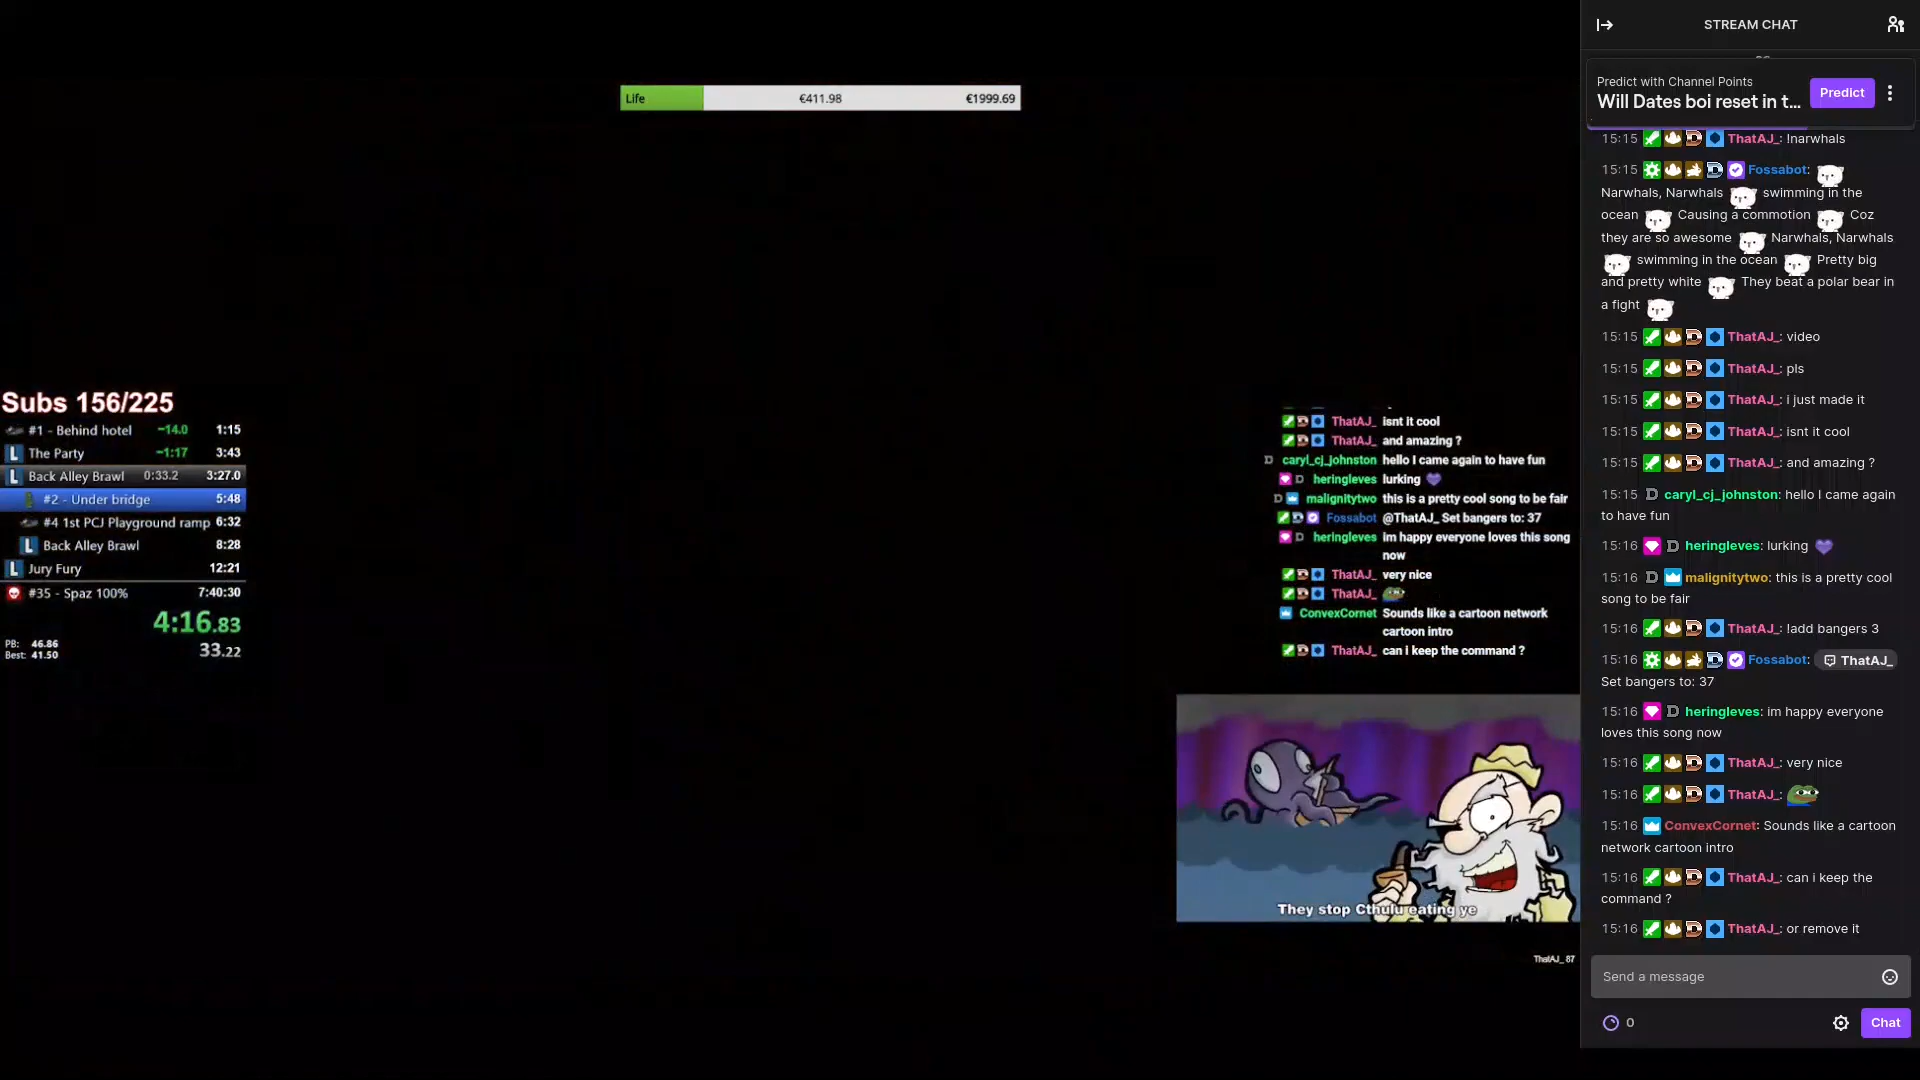 Life €411.98 €1999.69
Subs 156/225
#1 - Behind hotel −14.0 1:15
L The Party −1:17 3:43
L Back Alley Brawl 0:33.2 3:27.0
#2 - Under bridge 5:48
#4 1st PCJ Playground ramp 6:32
L Back Alley Brawl 8:28
L Jury Fury 12:21
#35 - Spaz 100% 7:40:30
4:16.83
PB: 46.86
Best: 41.50
33.22
ThatAJ_ isnt it cool
ThatAJ_ and amazing ?
caryl_cj_johnston hello I came again to have fun
heringleves lurking
malignitytwo this is a pretty cool song to be fair
Fossabot @ThatAJ_ Set bangers to: 37
heringleves im happy everyone loves this song
now
ThatAJ_ very nice
ThatAJ_
ConvexCornet Sounds like a cartoon network
cartoon intro
ThatAJ_ can i keep the command ?
They stop Cthulu eating ye
ThatAJ_ 87
STREAM CHAT
Predict with Channel Points
Will Dates boi reset in t...
Predict
15:15 ThatAJ_: !narwhals
15:15 Fossabot:
Narwhals, Narwhals swimming in the
ocean Causing a commotion Coz
they are so awesome Narwhals, Narwhals
swimming in the ocean Pretty big
and pretty white They beat a polar bear in
a fight
15:15 ThatAJ_: video
15:15 ThatAJ_: pls
15:15 ThatAJ_: i just made it
15:15 ThatAJ_: isnt it cool
15:15 ThatAJ_: and amazing ?
15:15 caryl_cj_johnston: hello I came again
to have fun
15:16 heringleves: lurking
15:16 malignitytwo: this is a pretty cool
song to be fair
15:16 ThatAJ_: !add bangers 3
15:16 Fossabot: ThatAJ_
Set bangers to: 37
15:16 heringleves: im happy everyone
loves this song now
15:16 ThatAJ_: very nice
15:16 ThatAJ_:
15:16 ConvexCornet: Sounds like a cartoon
network cartoon intro
15:16 ThatAJ_: can i keep the
command ?
15:16 ThatAJ_: or remove it
Send a message
0
Chat